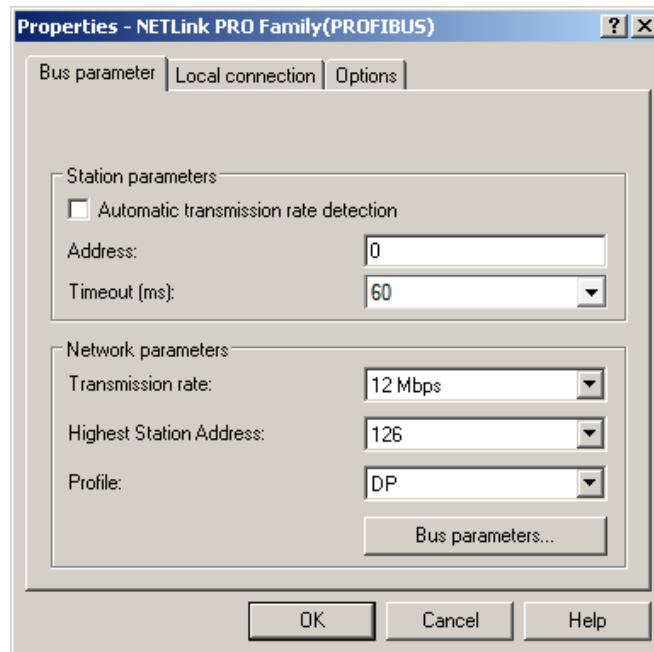 Properties - NETLink PRO Family(PROFIBUS)
Bus parameter Local connection Options
Station parameters
Automatic transmission rate detection
Address: 0
Timeout (ms): 60
Network parameters
Transmission rate: 12 Mbps
Highest Station Address: 126
Profile: DP
Bus parameters...
OK Cancel Help